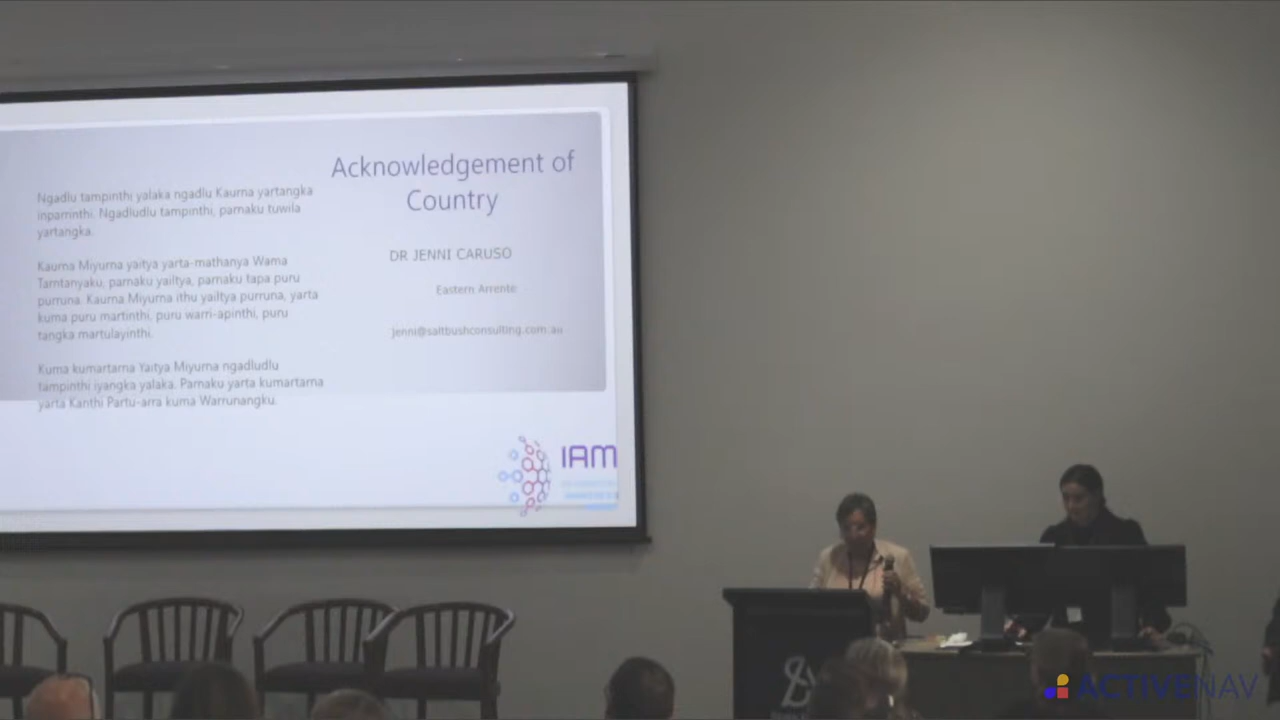 Acknowledgement of
Country
DR JENNI CARUSO
Eastern Arrente
Jenni@saltbushconsulting.com.au
Ngadlu tampinthi yalaka ngadlu Kaurna yartangka
inparrinthi. Ngadludlu tampinthi, parnaku tuwila
yartangka.
Kaurna Miyurna yaitya yarta-mathanya Wama
Tarntanyaku, parnaku yailtya, parnaku tapa puru
purruna. Kaurna Miyurna ithu yailtya purruna, yarta
kuma puru martinthi, puru warri-apinthi, puru
tangka martulayinthi.
Kuma kumartarna Yaitya Miyurna ngadludlu
tampinthi iyangka yalaka. Parnaku yarta kumartarna
yarta Kanthi Partu-arra kuma Warrunangku.
IAM
ACTIVENAV